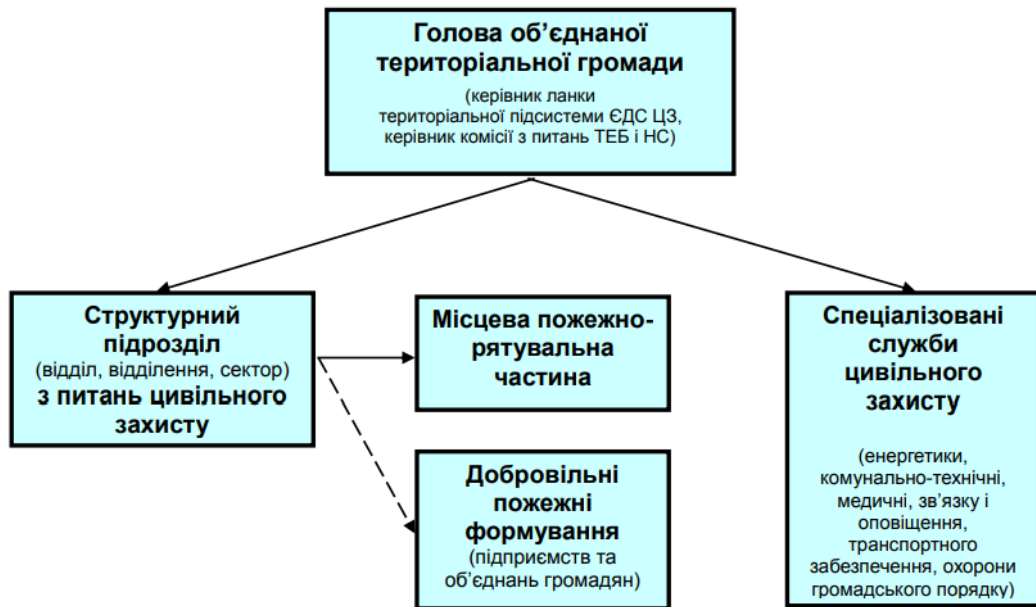 Голова об’єднаної
територіальної громади
(керівник ланки
територіальної підсистеми ЄДС ЦЗ,
керівник комісії з питань ТЕБ і НС)
Структурний
підрозділ
(відділ, відділення, сектор)
з питань цивільного
захисту
Місцева пожежно-
рятувальна
частина
Добровільні
пожежні
формування
(підприємств та
об’єднань громадян)
Спеціалізовані
служби
цивільного
захисту
(енергетики,
комунально-технічні,
медичні, зв’язку і
оповіщення,
транспортного
забезпечення, охорони
громадського порядку)